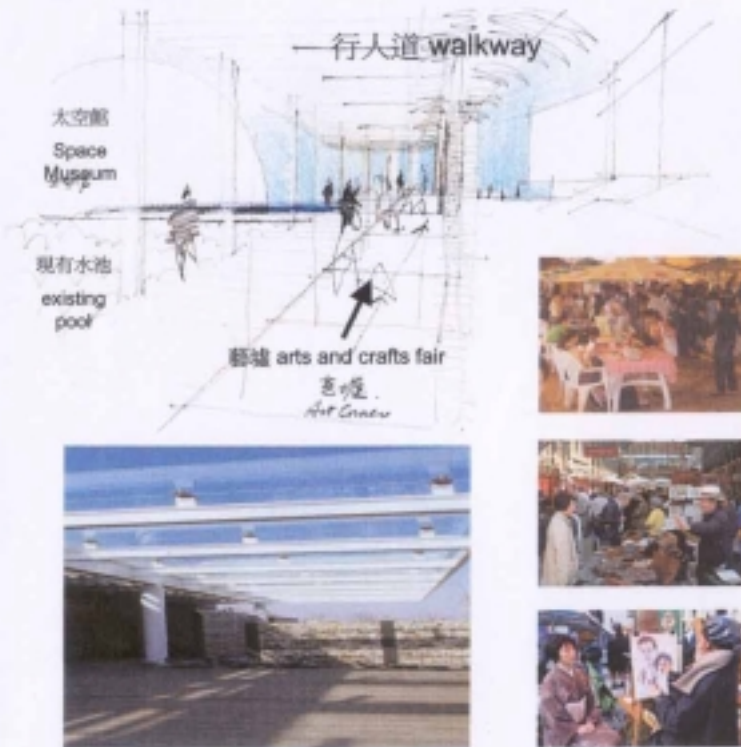 行人道 walkway
太空館
Space
Museum
現有水池
existing
pool
藝墟 arts and crafts fair
Art Corner